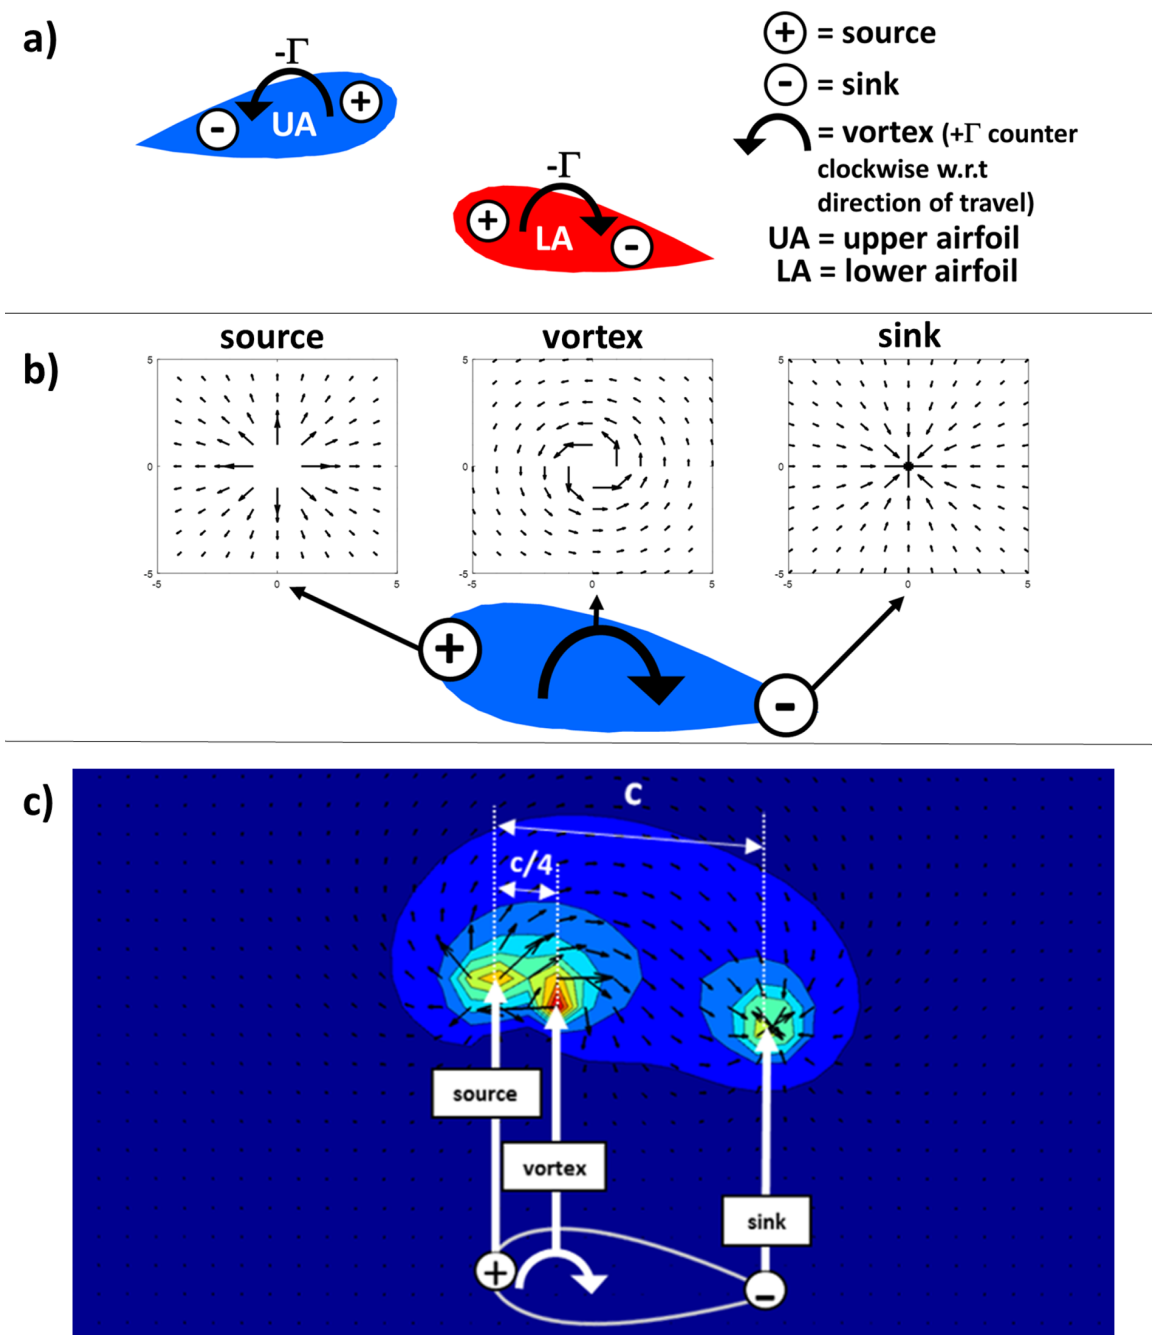 a)
-Γ
+
-
UA
-Γ
+
-
LA
+ = source
- = sink
= vortex (+Γ counter
clockwise w.r.t
direction of travel)
UA = upper airfoil
LA = lower airfoil
b)
source
vortex
sink
5
0
-5
-5
0
5
5
0
-5
-5
0
5
5
0
-5
-5
0
5
+
-
c)
c
c/4
source
vortex
sink
+
-